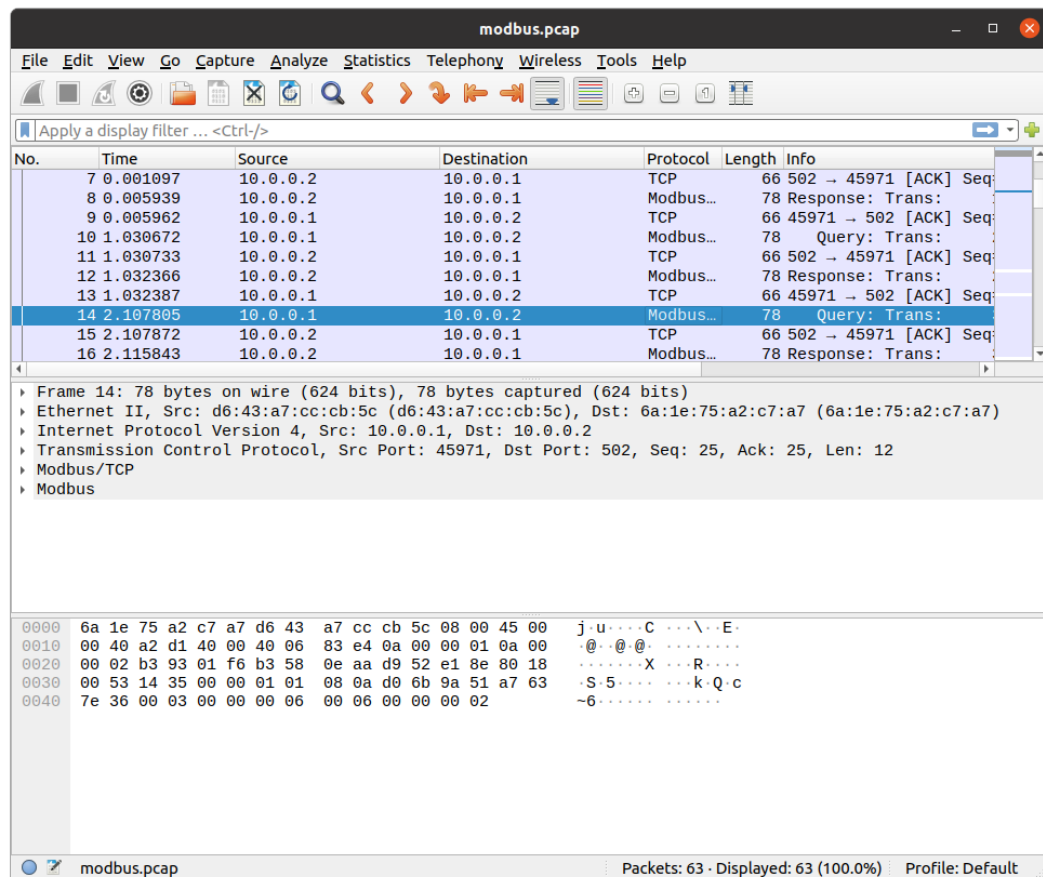 modbus.pcap
File Edit View Go Capture Analyze Statistics Telephony Wireless Tools Help
Apply a display filter … <Ctrl-/>
No. Time Source Destination Protocol Length Info
7 0.001097 10.0.0.2 10.0.0.1 TCP 66 502 → 45971 [ACK] Seq
8 0.005939 10.0.0.2 10.0.0.1 Modbus… 78 Response: Trans:
9 0.005962 10.0.0.1 10.0.0.2 TCP 66 45971 → 502 [ACK] Seq
10 1.030672 10.0.0.1 10.0.0.2 Modbus… 78 Query: Trans:
11 1.030733 10.0.0.2 10.0.0.1 TCP 66 502 → 45971 [ACK] Seq
12 1.032366 10.0.0.2 10.0.0.1 Modbus… 78 Response: Trans:
13 1.032387 10.0.0.1 10.0.0.2 TCP 66 45971 → 502 [ACK] Seq
14 2.107805 10.0.0.1 10.0.0.2 Modbus… 78 Query: Trans:
15 2.107872 10.0.0.2 10.0.0.1 TCP 66 502 → 45971 [ACK] Seq
16 2.115843 10.0.0.2 10.0.0.1 Modbus… 78 Response: Trans:
Frame 14: 78 bytes on wire (624 bits), 78 bytes captured (624 bits)
Ethernet II, Src: d6:43:a7:cc:cb:5c (d6:43:a7:cc:cb:5c), Dst: 6a:1e:75:a2:c7:a7 (6a:1e:75:a2:c7:a7)
Internet Protocol Version 4, Src: 10.0.0.1, Dst: 10.0.0.2
Transmission Control Protocol, Src Port: 45971, Dst Port: 502, Seq: 25, Ack: 25, Len: 12
Modbus/TCP
Modbus
0000 6a 1e 75 a2 c7 a7 d6 43 a7 cc cb 5c 08 00 45 00 j·u····C ···\··E·
0010 00 40 a2 d1 40 00 40 06 83 e4 0a 00 00 01 0a 00 ·@··@·@· ········
0020 00 02 b3 93 01 f6 b3 58 0e aa d9 52 e1 8e 80 18 ·······X ···R····
0030 00 53 14 35 00 00 01 01 08 0a d0 6b 9a 51 a7 63 ·S·5···· ···k·Q·c
0040 7e 36 00 03 00 00 00 06 00 06 00 00 00 02 ~6······ ······
modbus.pcap Packets: 63 · Displayed: 63 (100.0%) Profile: Default